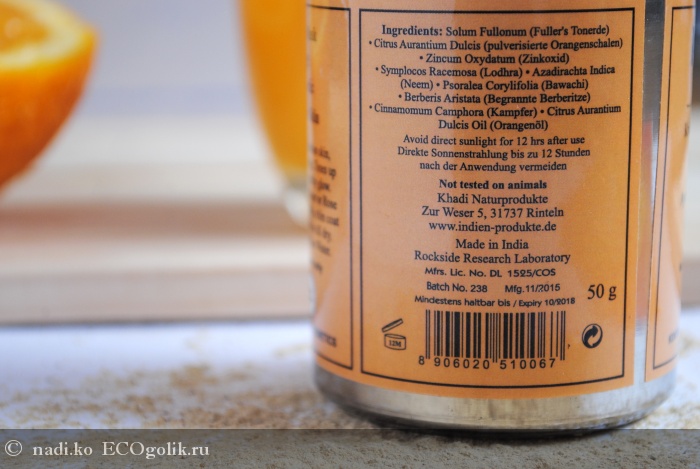 Ingredients: Solum Fullonum (Fuller's Tonerde)
• Citrus Aurantium Dulcis (pulverisierte Orangenschalen)
• Zincum Oxydatum (Zinkoxid)
• Symplocos Racemosa (Lodhra) • Azadirachta Indica
(Neem) • Psoralea Corylifolia (Bawachi)
• Berberis Aristata (Begrannte Berberitze)
• Cinnamomum Camphora (Kampfer) • Citrus Aurantium
Dulcis Oil (Orangenöl)
Avoid direct sunlight for 12 hrs after use
Direkte Sonnenstrahlung bis zu 12 Stunden
nach der Anwendung vermeiden
Not tested on animals
Khadi Naturprodukte
Zur Weser 5, 31737 Rinteln
www.indien-produkte.de
Made in India
Rockside Research Laboratory
Mfrs. Lic. No. DL 1525/COS
Batch No. 238 Mfg.11/2015
Mindestens haltbar bis / Expiry 10/2018
50 g
12M
8 906020 510067
© nadi.ko ECOgolik.ru